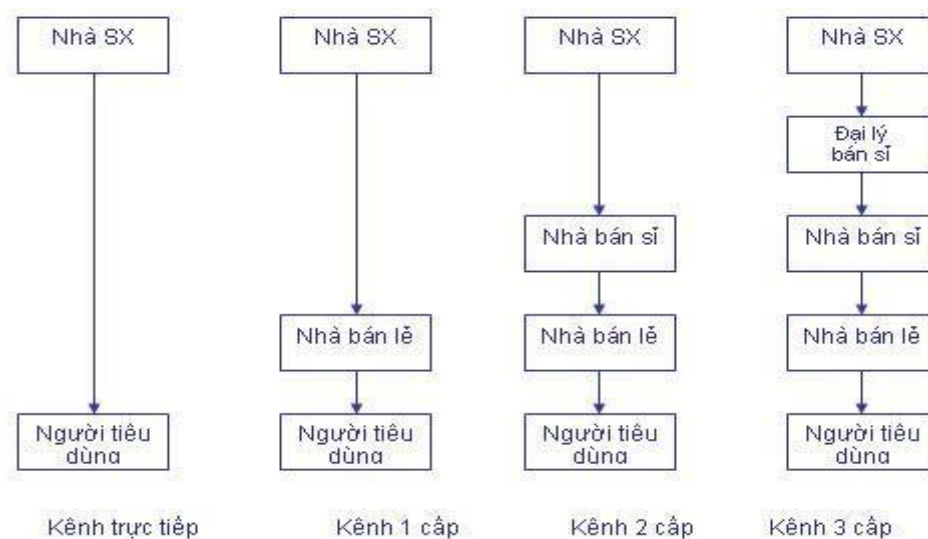 Nhà SX
Nhà SX
Nhà SX
Nhà SX
Đại lý
bán sỉ
Nhà bán sỉ
Nhà bán sỉ
Nhà bán lẻ
Nhà bán lẻ
Nhà bán lẻ
Người tiêu
dùng
Người tiêu
dùng
Người tiêu
dùng
Người tiêu
dùng
Kênh trực tiếp
Kênh 1 cấp
Kênh 2 cấp
Kênh 3 cấp